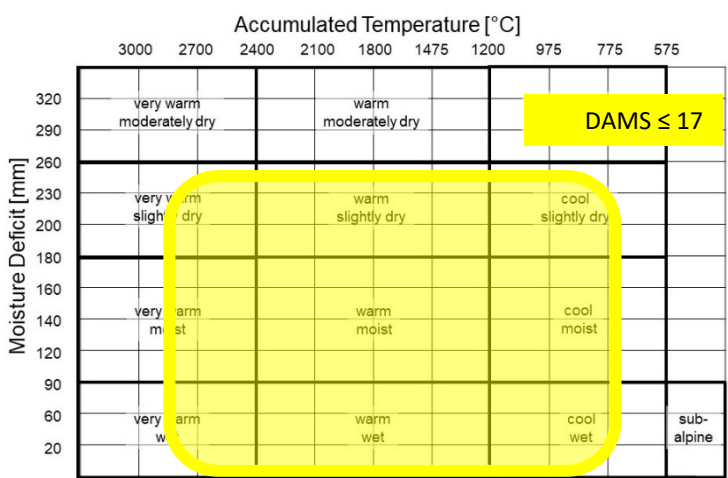 Accumulated Temperature [°C]
3000 2700 2400 2100 1800 1475 1200 975 775 575
Moisture Deficit [mm]
320
290
260
230
200
180
160
140
120
90
60
20
very warm
moderately dry
warm
moderately dry
DAMS ≤ 17
very warm
slightly dry
warm
slightly dry
cool
slightly dry
very warm
moist
warm
moist
cool
moist
very warm
wet
warm
wet
cool
wet
sub-
alpine